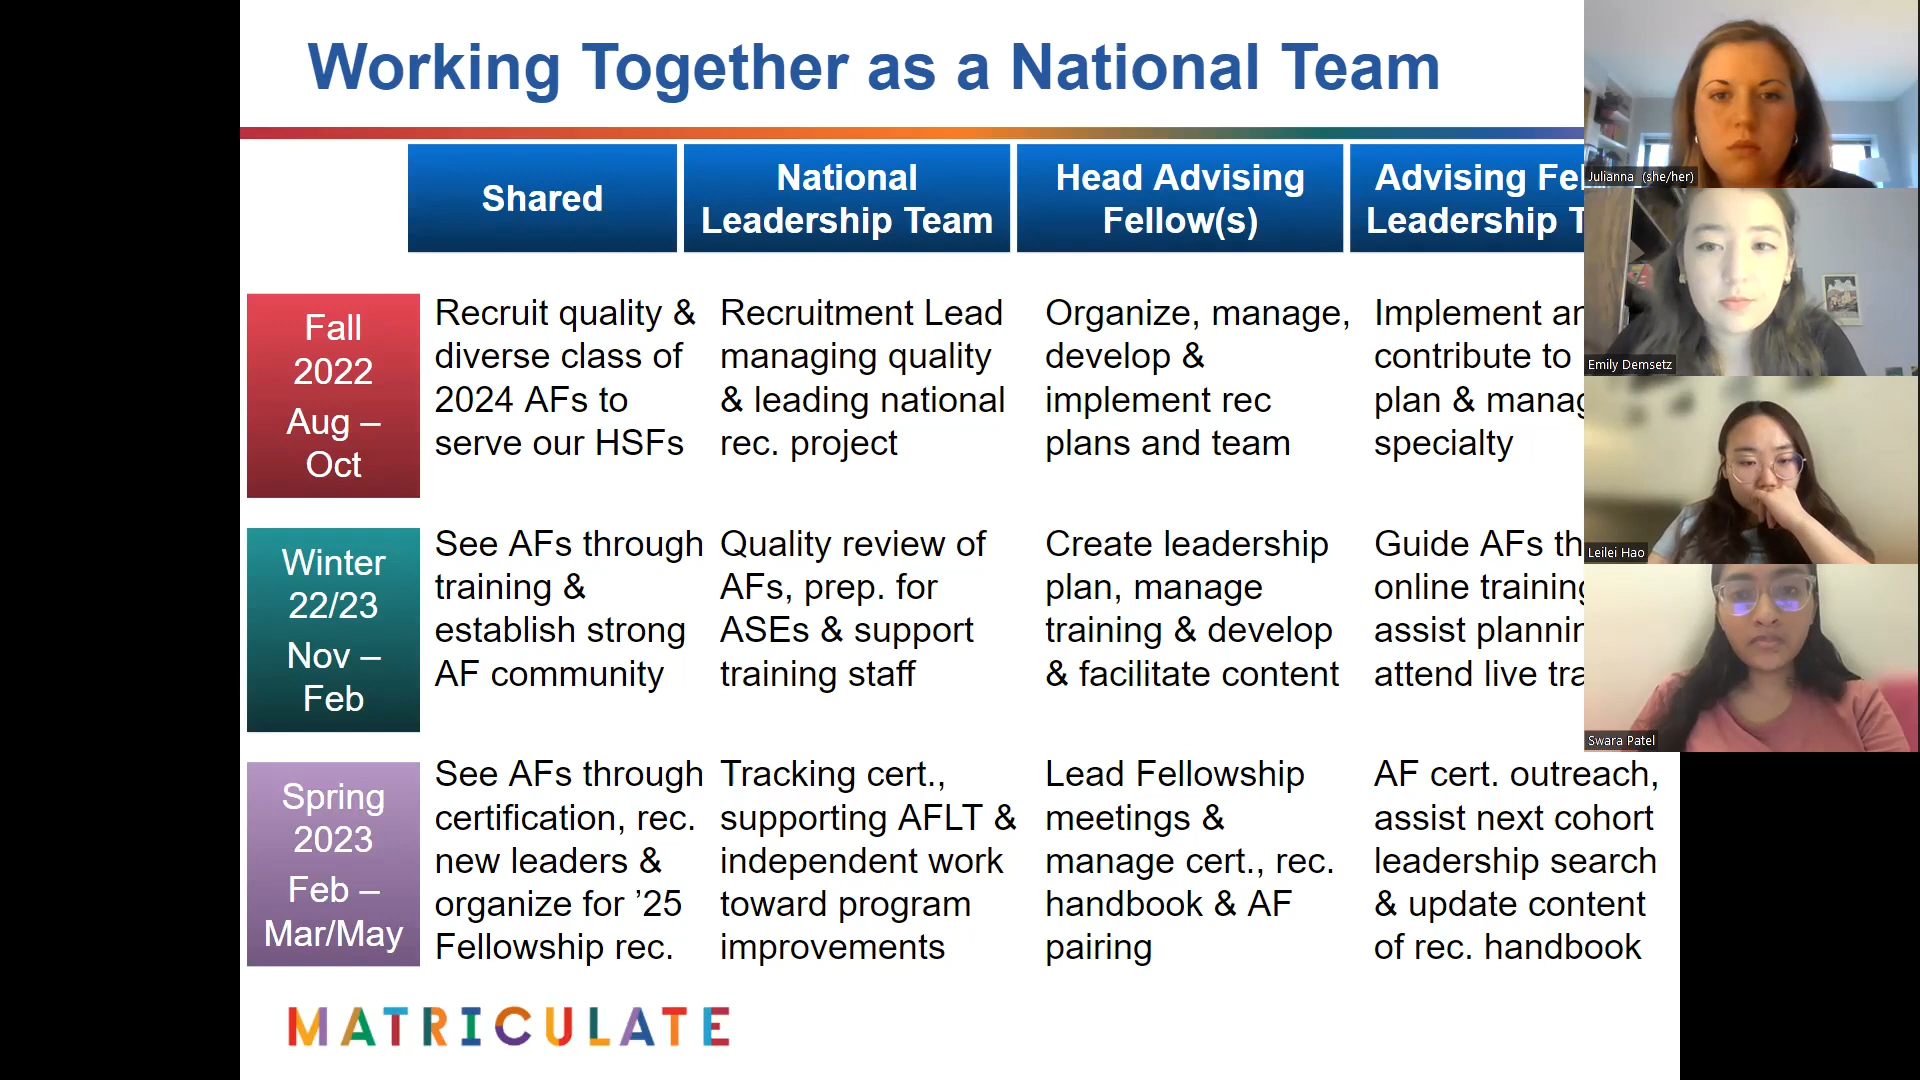 Working Together as a National Team
Shared
National
Leadership Team
Head Advising
Fellow(s)
Advising Fel
Leadership T
Fall
2022
Aug –
Oct
Recruit quality &
diverse class of
2024 AFs to
serve our HSFs
Recruitment Lead
managing quality
& leading national
rec. project
Organize, manage,
develop &
implement rec
plans and team
Implement an
contribute to
plan & manag
specialty
Winter
22/23
Nov –
Feb
See AFs through
training &
establish strong
AF community
Quality review of
AFs, prep. for
ASEs & support
training staff
Create leadership
plan, manage
training & develop
& facilitate content
Guide AFs th
online training
assist plannin
attend live tra
Spring
2023
Feb –
Mar/May
See AFs through
certification, rec.
new leaders &
organize for ’25
Fellowship rec.
Tracking cert.,
supporting AFLT &
independent work
toward program
improvements
Lead Fellowship
meetings &
manage cert., rec.
handbook & AF
pairing
AF cert. outreach,
assist next cohort
leadership search
& update content
of rec. handbook
MATRICULATE
Julianna (she/her)
Emily Demsetz
Leilei Hao
Swara Patel